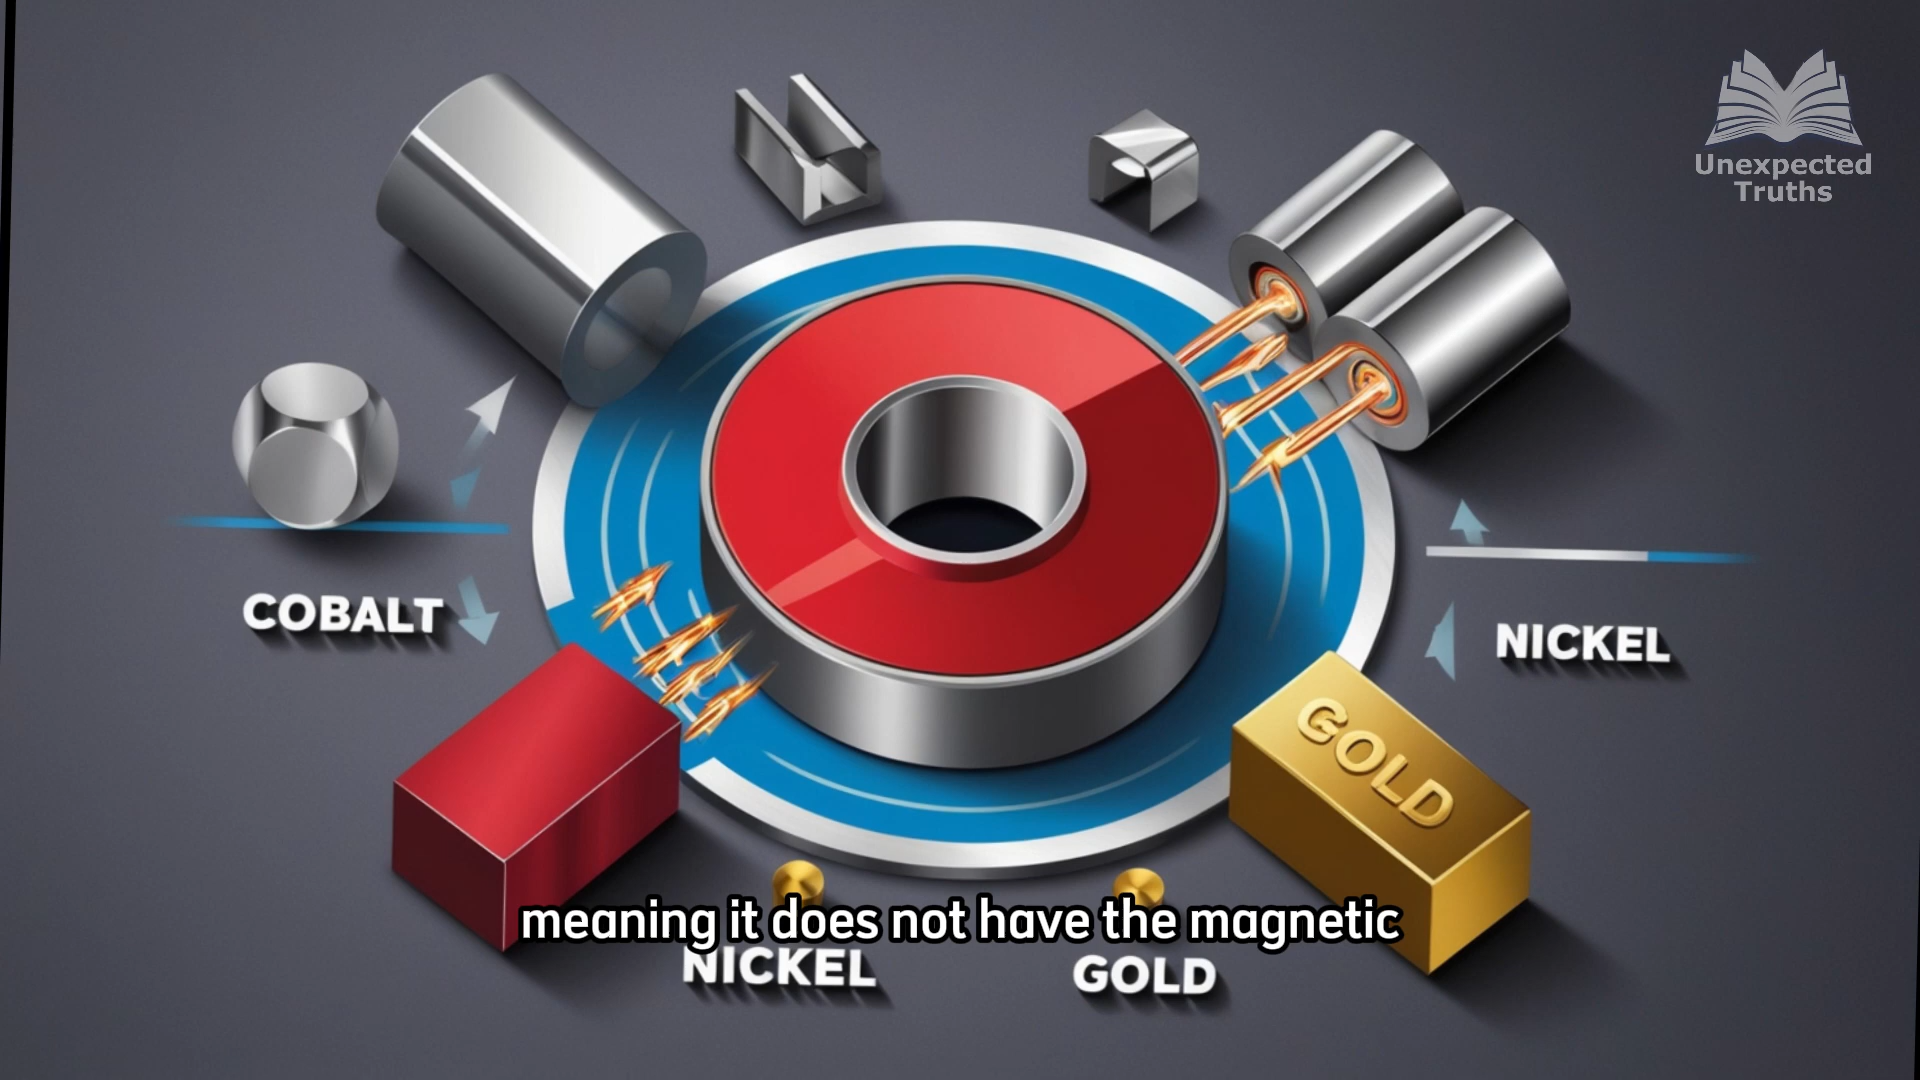 Unexpected
Truths
COBALT
NICKEL
GOLD
meaning it does not have the magnetic
NICKEL
GOLD